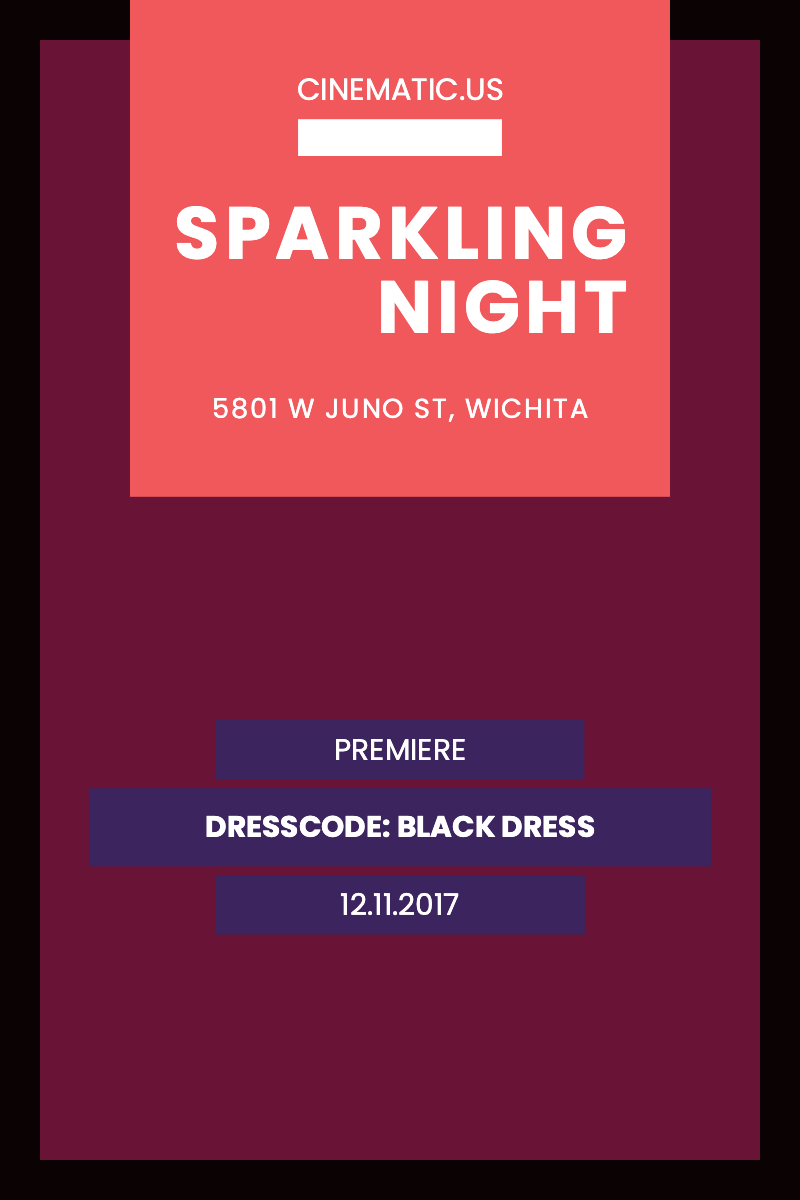 CINEMATIC.US
SPARKLING
NIGHT
5801 W JUNO ST, WICHITA
PREMIERE
DRESSCODE: BLACK DRESS
12.11.2017